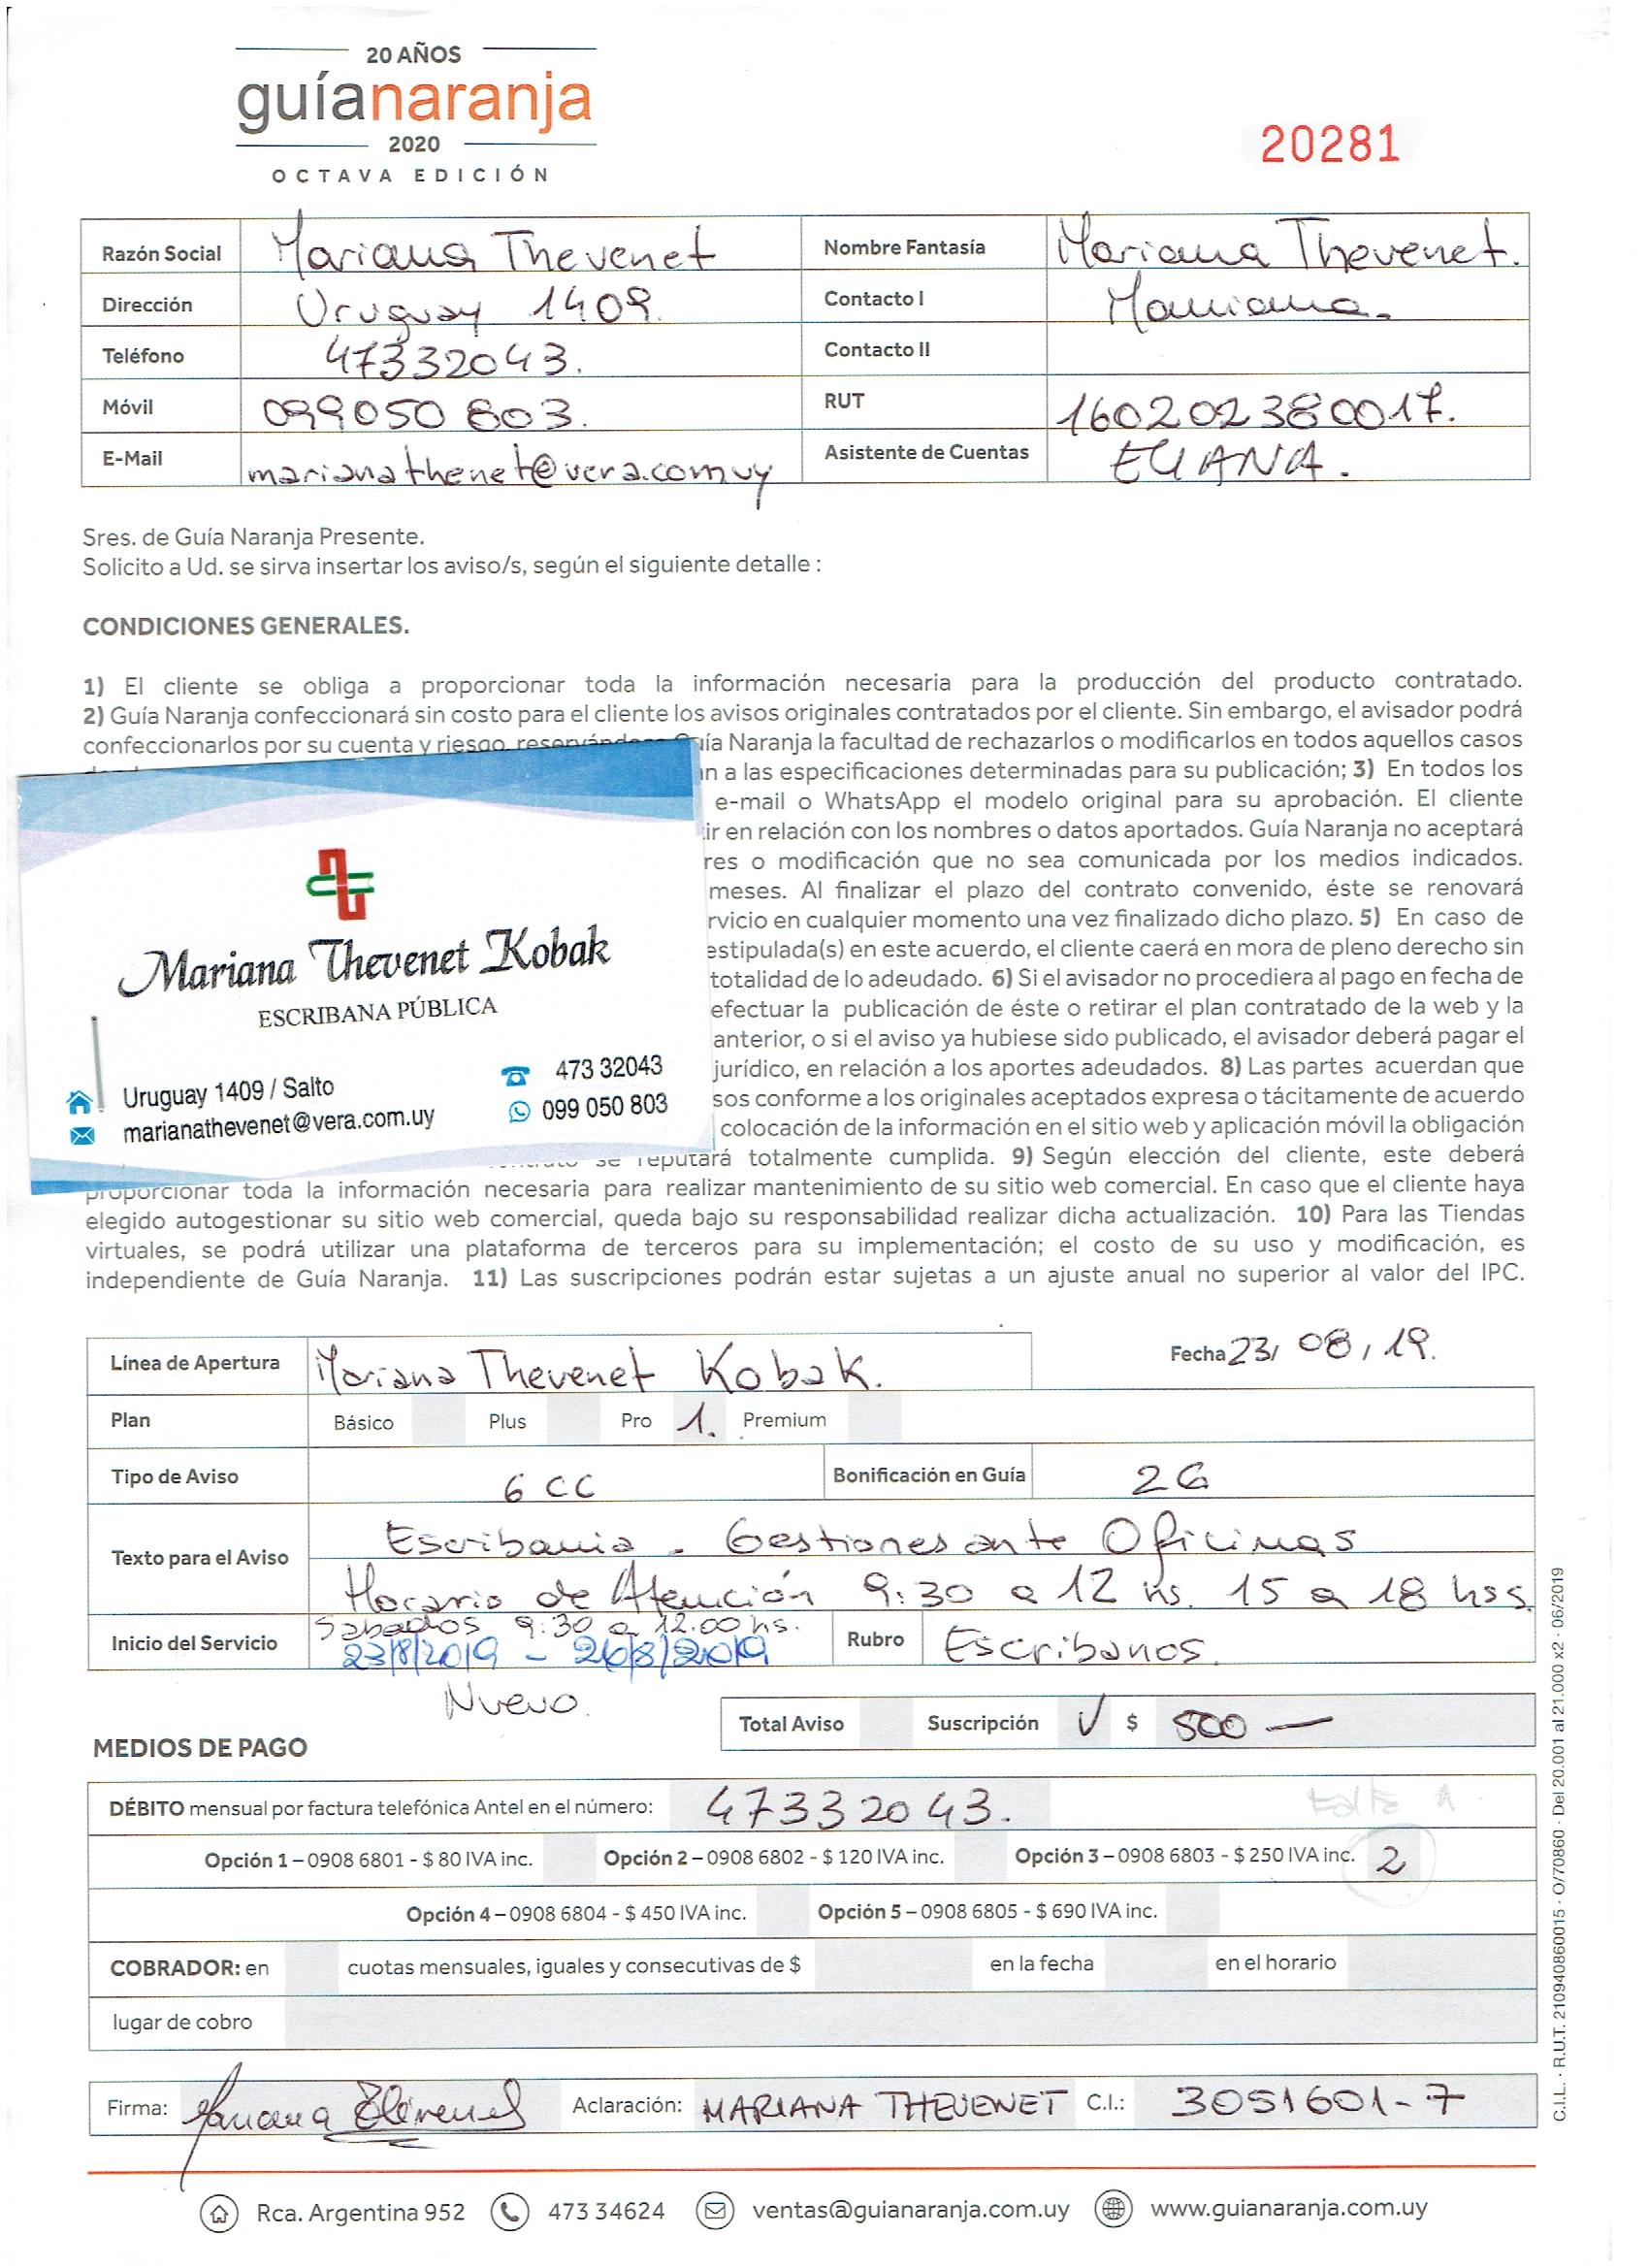 20 AÑOS
guíanaranja
2020
OCTAVA EDICIÓN
20281
Razón Social Mariana Thevenet Nombre Fantasía Mariana Thevenet.
Dirección Uruguay 1409. Contacto I Mariana.
Teléfono 47332043. Contacto II
Móvil 099050 803. RUT 160202380017.
E-Mail marianathenet@vera.com.uy Asistente de Cuentas ELIANA.
Sres. de Guía Naranja Presente.
Solicito a Ud. se sirva insertar los aviso/s, según el siguiente detalle :
CONDICIONES GENERALES.
1) El cliente se obliga a proporcionar toda la información necesaria para la producción del producto contratado.
2) Guía Naranja confeccionará sin costo para el cliente los avisos originales contratados por el cliente. Sin embargo, el avisador podrá
confeccionarlos por su cuenta y riesgo, reservándose Guía Naranja la facultad de rechazarlos o modificarlos en todos aquellos casos
a las especificaciones determinadas para su publicación; 3) En todos los
e-mail o WhatsApp el modelo original para su aprobación. El cliente
en relación con los nombres o datos aportados. Guía Naranja no aceptará
o modificación que no sea comunicada por los medios indicados.
meses. Al finalizar el plazo del contrato convenido, éste se renovará
en cualquier momento una vez finalizado dicho plazo. 5) En caso de
estipulada(s) en este acuerdo, el cliente caerá en mora de pleno derecho sin
totalidad de lo adeudado. 6) Si el avisador no procediera al pago en fecha de
efectuar la publicación de éste o retirar el plan contratado de la web y la
anterior, o si el aviso ya hubiese sido publicado, el avisador deberá pagar el
jurídico, en relación a los aportes adeudados. 8) Las partes acuerdan que
conforme a los originales aceptados expresa o tácitamente de acuerdo
colocación de la información en el sitio web y aplicación móvil la obligación
se reputará totalmente cumplida. 9) Según elección del cliente, este deberá
proporcionar toda la información necesaria para realizar mantenimiento de su sitio web comercial. En caso que el cliente haya
elegido autogestionar su sitio web comercial, queda bajo su responsabilidad realizar dicha actualización. 10) Para las Tiendas
virtuales, se podrá utilizar una plataforma de terceros para su implementación; el costo de su uso y modificación, es
independiente de Guía Naranja. 11) Las suscripciones podrán estar sujetas a un ajuste anual no superior al valor del IPC.
Mariana Thevenet Kobak
ESCRIBANA PÚBLICA
Uruguay 1409 / Salto 473 32043
marianathevenet@vera.com.uy 099 050 803
Línea de Apertura Mariana Thevenet Kobak. Fecha 23/ 08 / 19.
Plan Básico Plus Pro 1. Premium
Tipo de Aviso 6 CC Bonificación en Guía 2G
Texto para el Aviso Escribania - Gestiones ante Oficinas
Horario de Atención 9:30 a 12 hs. 15 a 18 hss.
Sabados 9:30 a 12.00 hs.
Inicio del Servicio 23/8/2019 - 26/8/2019 Rubro Escribanos.
Nuevo.
Total Aviso Suscripción V $ 500 —
MEDIOS DE PAGO
DÉBITO mensual por factura telefónica Antel en el número: 47332043.
Opción 1 – 0908 6801 - $ 80 IVA inc. Opción 2 – 0908 6802 - $ 120 IVA inc. Opción 3 – 0908 6803 - $ 250 IVA inc. 2
Opción 4 – 0908 6804 - $ 450 IVA inc. Opción 5 – 0908 6805 - $ 690 IVA inc.
COBRADOR: en cuotas mensuales, iguales y consecutivas de $ en la fecha en el horario
lugar de cobro
Firma: Mariana Thevenet Aclaración: MARIANA THEVENET C.I.: 3051601-7
Rca. Argentina 952 473 34624 ventas@guianaranja.com.uy www.guianaranja.com.uy
C.I.L. · R.U.T. 210940860015 · O/70860 · Del 20.001 al 21.000 x2 · 06/2019